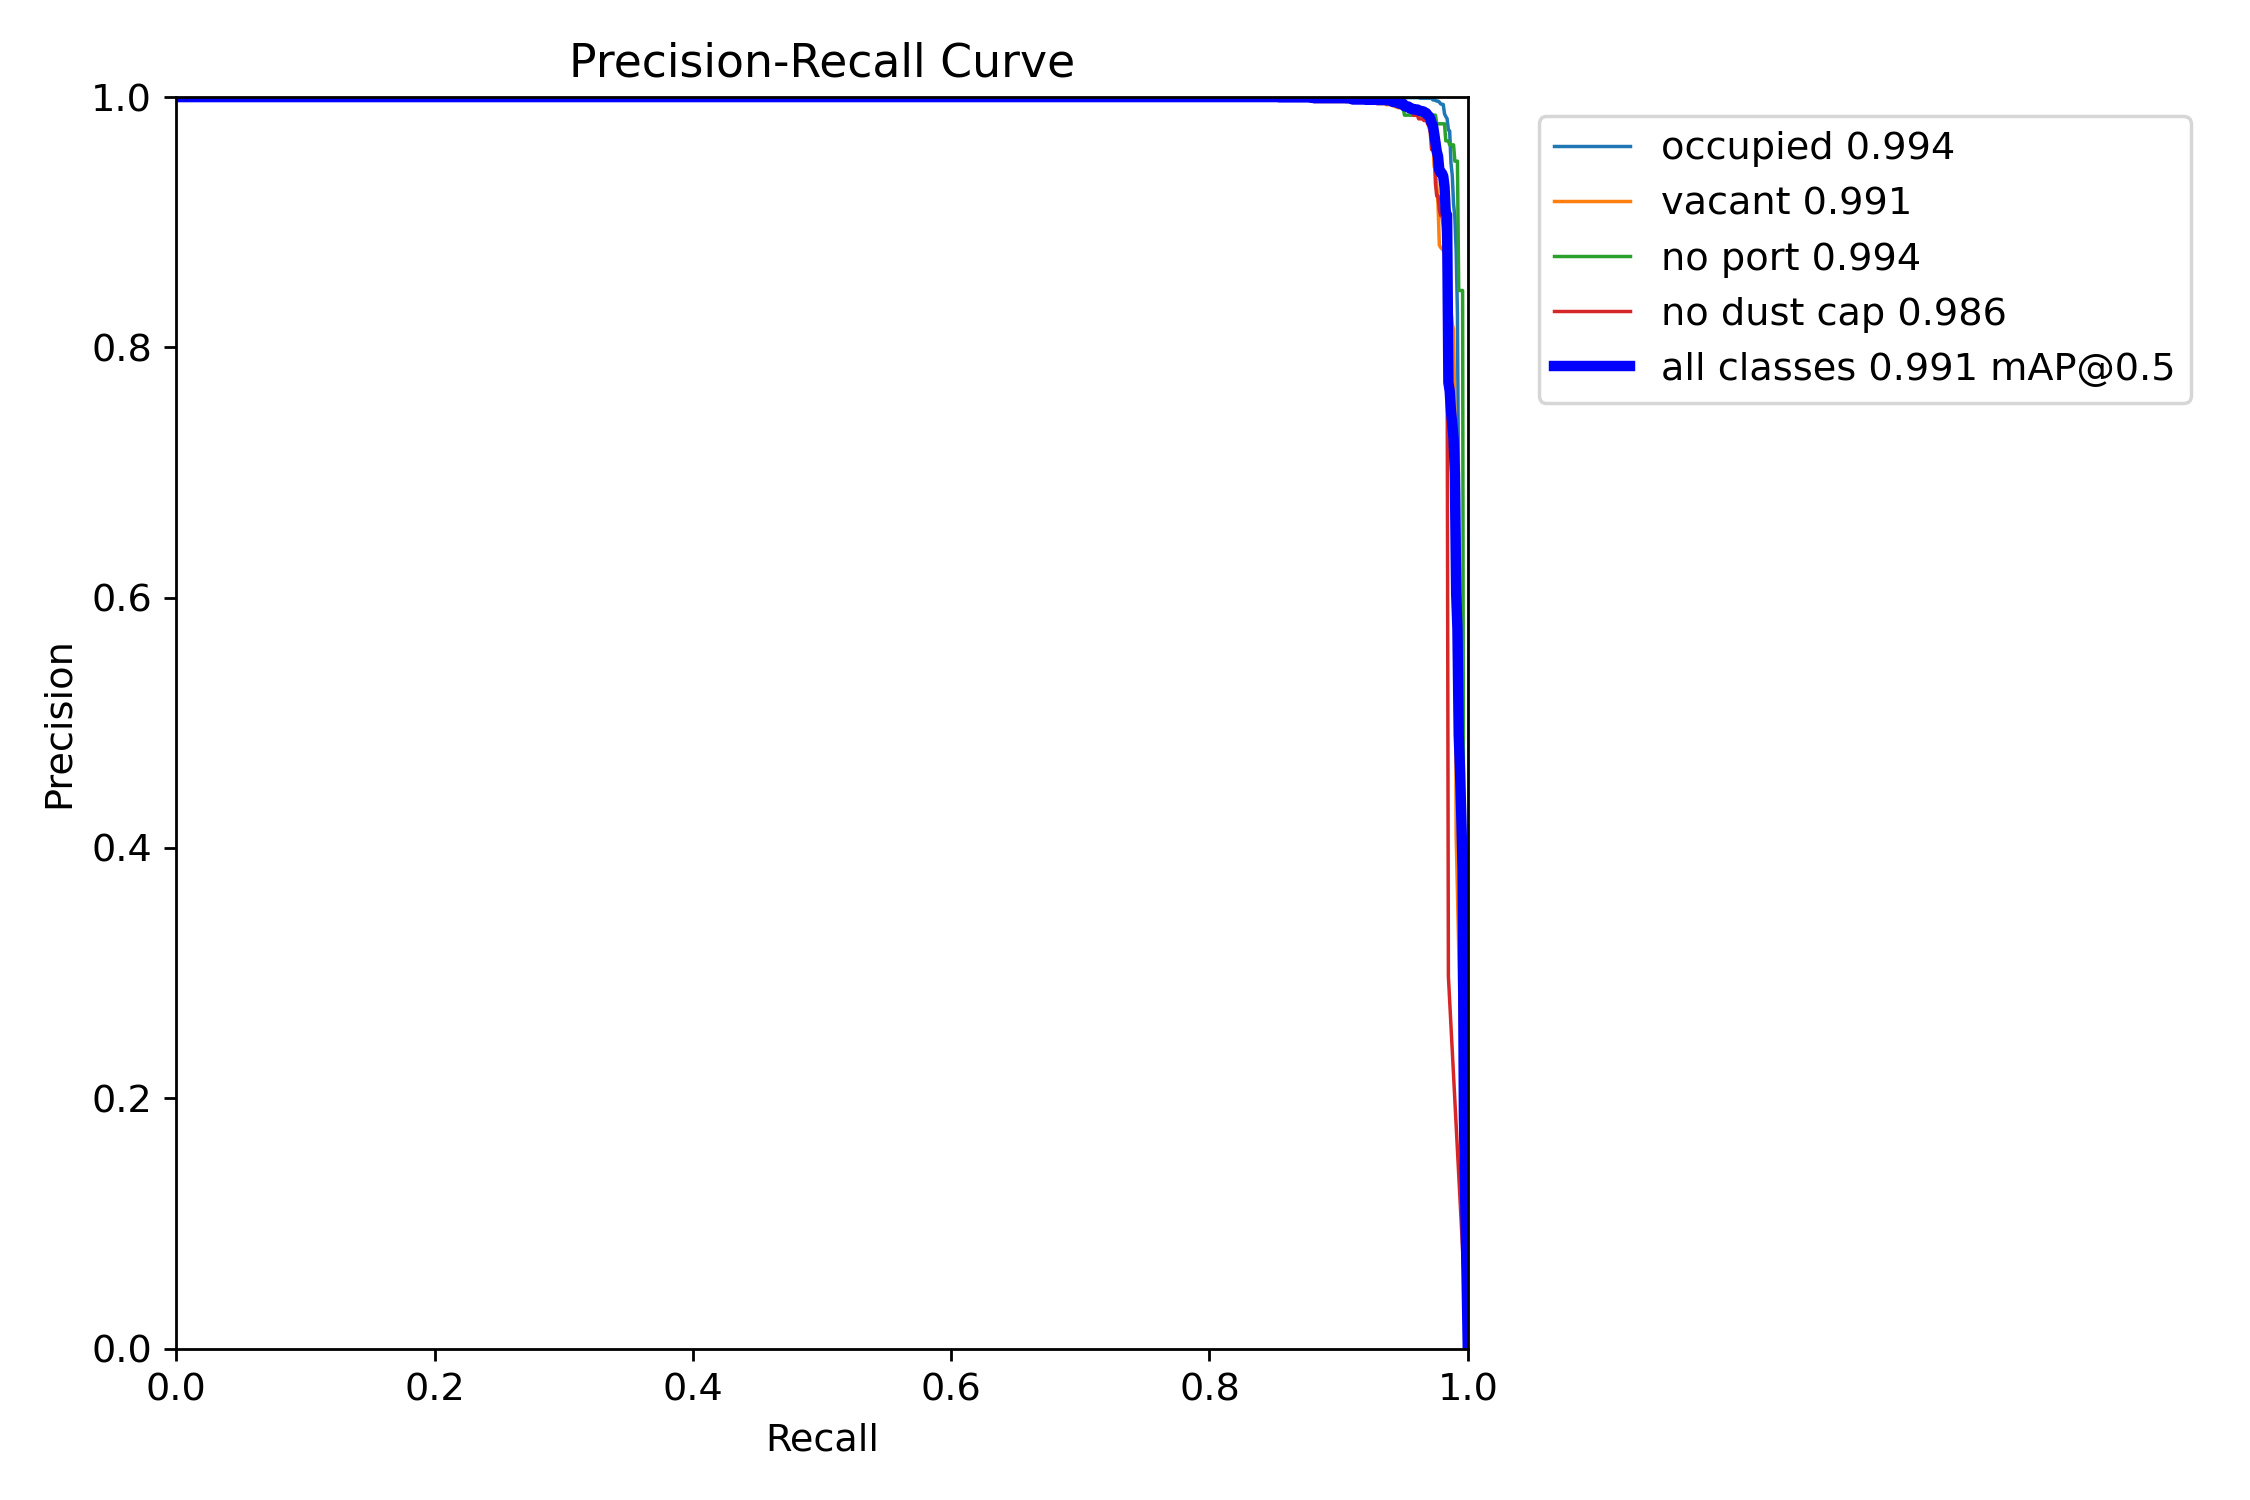 Precision-Recall Curve
1.0
0.8
0.6
0.4
0.2
0.0
Precision
0.0 0.2 0.4 0.6 0.8 1.0
Recall
occupied 0.994
vacant 0.991
no port 0.994
no dust cap 0.986
all classes 0.991 mAP@0.5